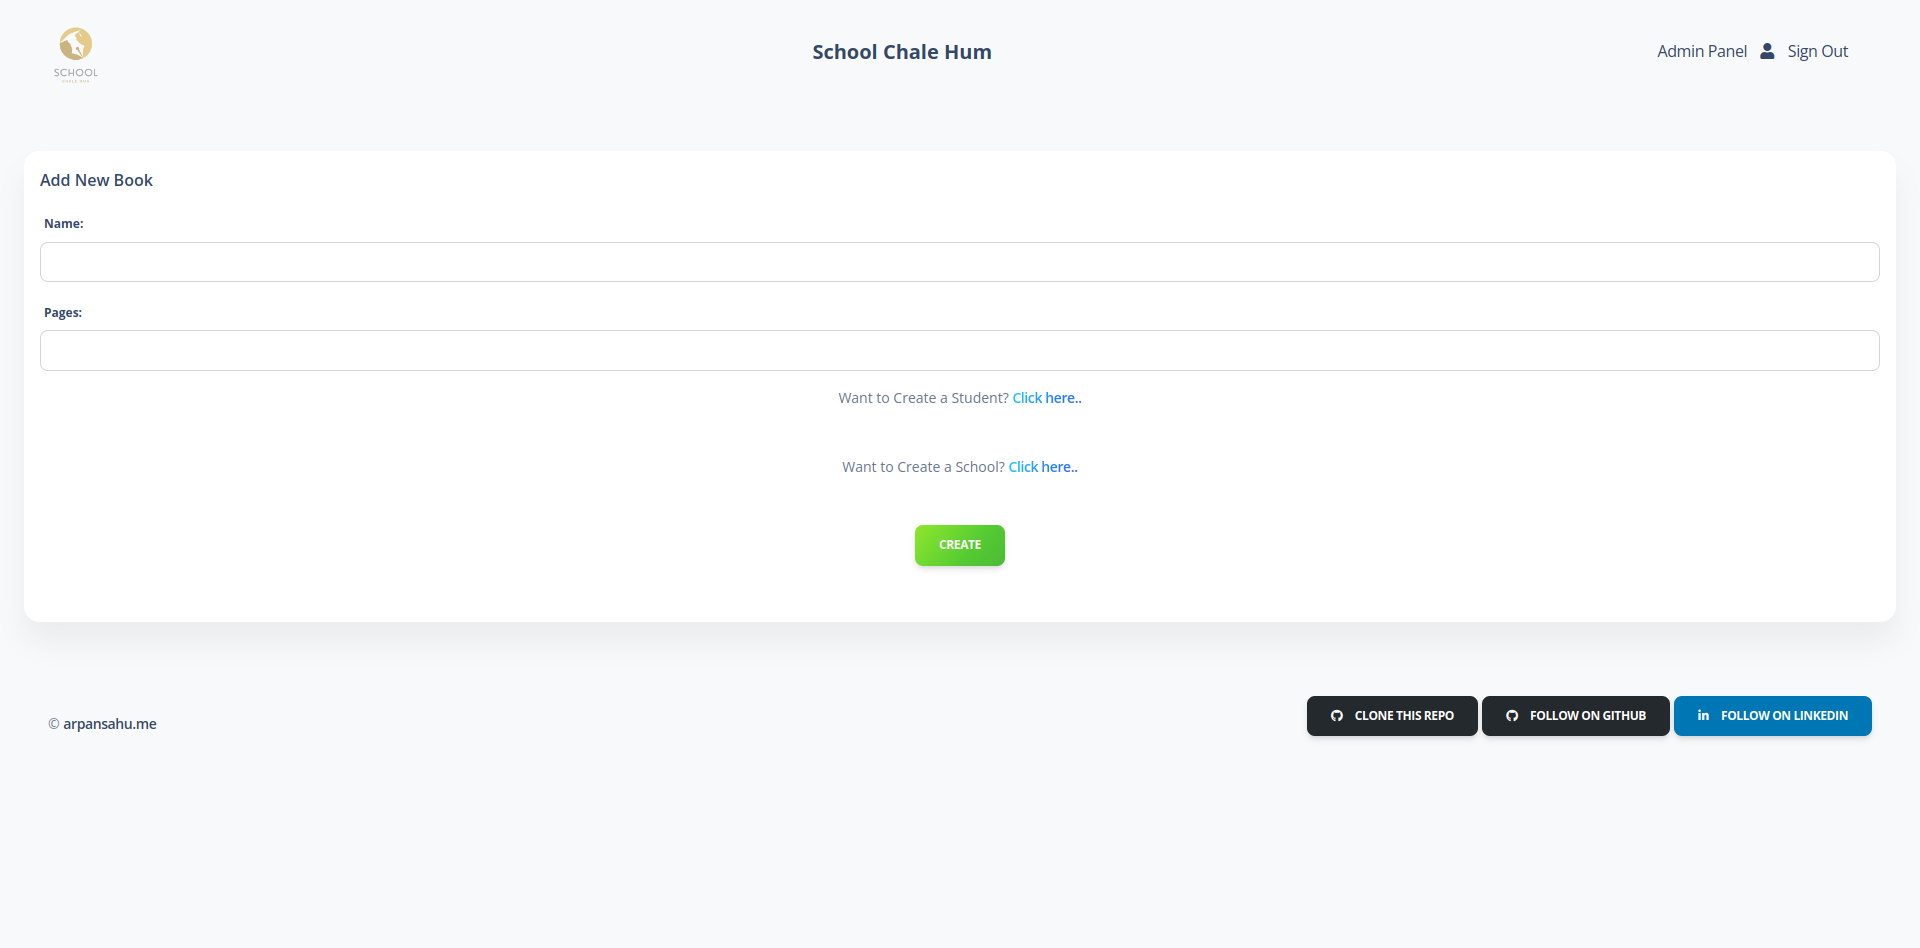 SCHOOL
School Chale Hum
Admin Panel Sign Out
Add New Book
Name:
Pages:
Want to Create a Student? Click here..
Want to Create a School? Click here..
CREATE
© arpansahu.me
CLONE THIS REPO FOLLOW ON GITHUB FOLLOW ON LINKEDIN